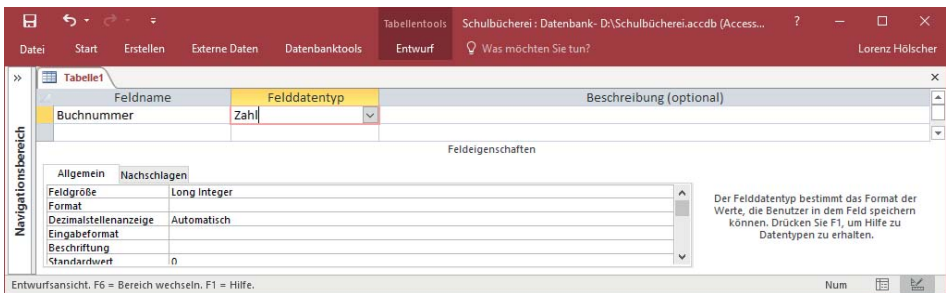 Tabellentools Schulbücherei : Datenbank- D:\Schulbücherei.accdb (Access... ?
Datei Start Erstellen Externe Daten Datenbanktools Entwurf Was möchten Sie tun? Lorenz Hölscher
Tabelle1
Feldname Felddatentyp Beschreibung (optional)
Buchnummer Zahl
Navigationsbereich
Feldeigenschaften
Allgemein Nachschlagen
Feldgröße Long Integer
Format
Dezimalstellenanzeige Automatisch
Eingabeformat
Beschriftung
Standardwert 0
Der Felddatentyp bestimmt das Format der
Werte, die Benutzer in dem Feld speichern
können. Drücken Sie F1, um Hilfe zu
Datentypen zu erhalten.
Entwurfsansicht. F6 = Bereich wechseln. F1 = Hilfe. Num